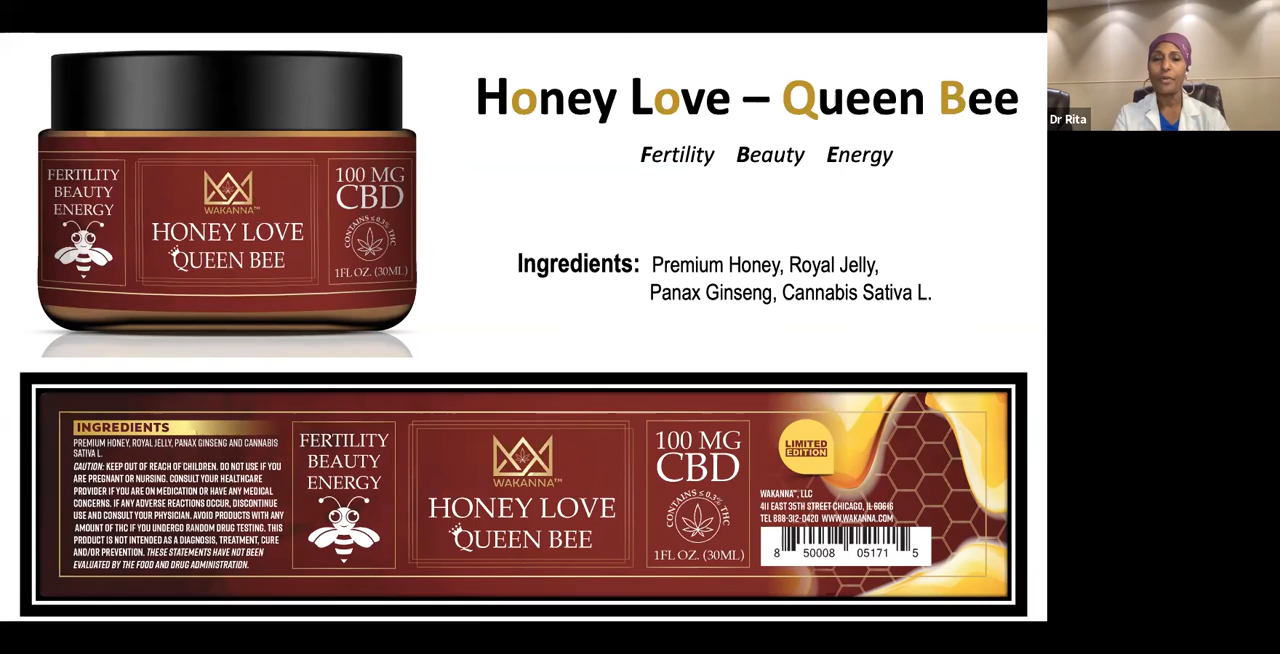 Honey Love – Queen Bee
Fertility Beauty Energy
Dr Rita
FERTILITY
BEAUTY
ENERGY
WAKANNA™
HONEY LOVE
QUEEN BEE
100 MG
CBD
CONTAINS ≤ 0.3% THC
1FL OZ. (30ML)
Ingredients: Premium Honey, Royal Jelly,
Panax Ginseng, Cannabis Sativa L.
INGREDIENTS
PREMIUM HONEY, ROYAL JELLY, PANAX GINSENG AND CANNABIS
SATIVA L.
CAUTION: KEEP OUT OF REACH OF CHILDREN. DO NOT USE IF YOU
ARE PREGNANT OR NURSING. CONSULT YOUR HEALTHCARE
PROVIDER IF YOU ARE ON MEDICATION OR HAVE ANY MEDICAL
CONCERNS. IF ANY ADVERSE REACTIONS OCCUR, DISCONTINUE
USE AND CONSULT YOUR PHYSICIAN. AVOID PRODUCTS WITH ANY
AMOUNT OF THC IF YOU UNDERGO RANDOM DRUG TESTING. THIS
PRODUCT IS NOT INTENDED AS A DIAGNOSIS, TREATMENT, CURE
AND/OR PREVENTION. THESE STATEMENTS HAVE NOT BEEN
EVALUATED BY THE FOOD AND DRUG ADMINISTRATION.
FERTILITY
BEAUTY
ENERGY
WAKANNA™
HONEY LOVE
QUEEN BEE
100 MG
CBD
CONTAINS ≤ 0.3% THC
1FL OZ. (30ML)
LIMITED
EDITION
WAKANNA™, LLC
411 EAST 35TH STREET CHICAGO, IL 60616
TEL 888-312-0420 WWW.WAKANNA.COM
8 50008 05171 5